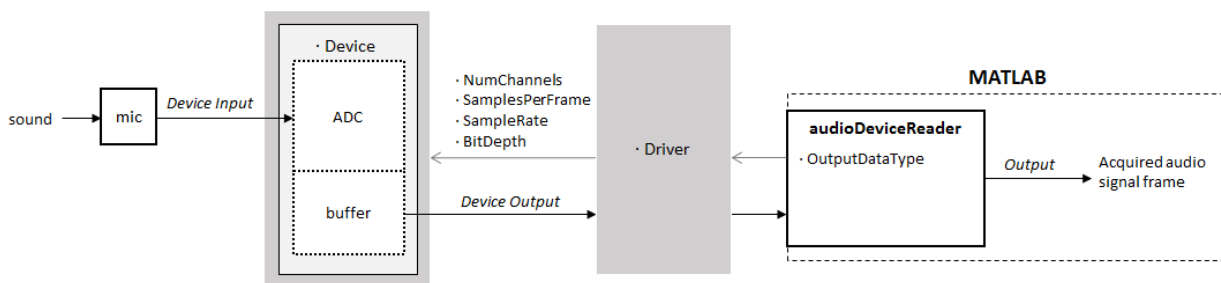 sound
mic
Device Input
· Device
ADC
buffer
· NumChannels
· SamplesPerFrame
· SampleRate
· BitDepth
Device Output
· Driver
MATLAB
audioDeviceReader
· OutputDataType
Output
Acquired audio
signal frame